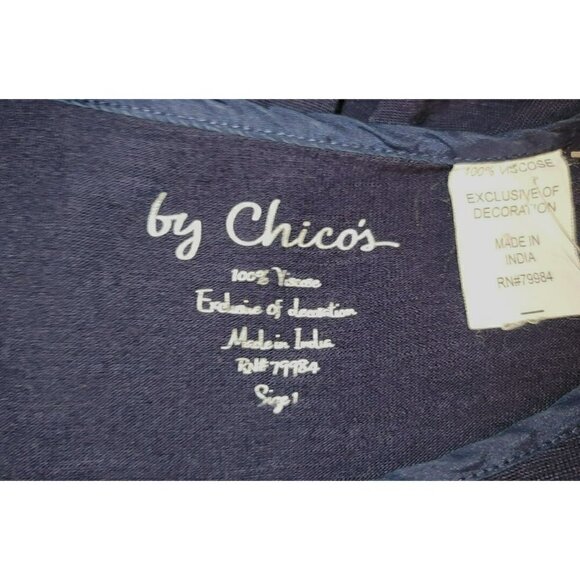 by Chico's
100% Viscose
Exclusive of decoration
Made in India
RN# 79984
Size 1
100% VISCOSE
EXCLUSIVE OF
DECORATION
MADE IN
INDIA
RN#79984